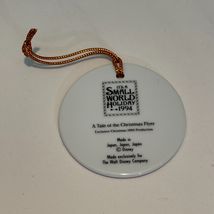 IT'S A
SMALL
WORLD
HOLIDAY
1994
A Tale of the Christmas Flyer
Exclusive Christmas 1994 Production
Made in
Japan, Japan, Japan
© Disney
Made exclusively for
The Walt Disney Company